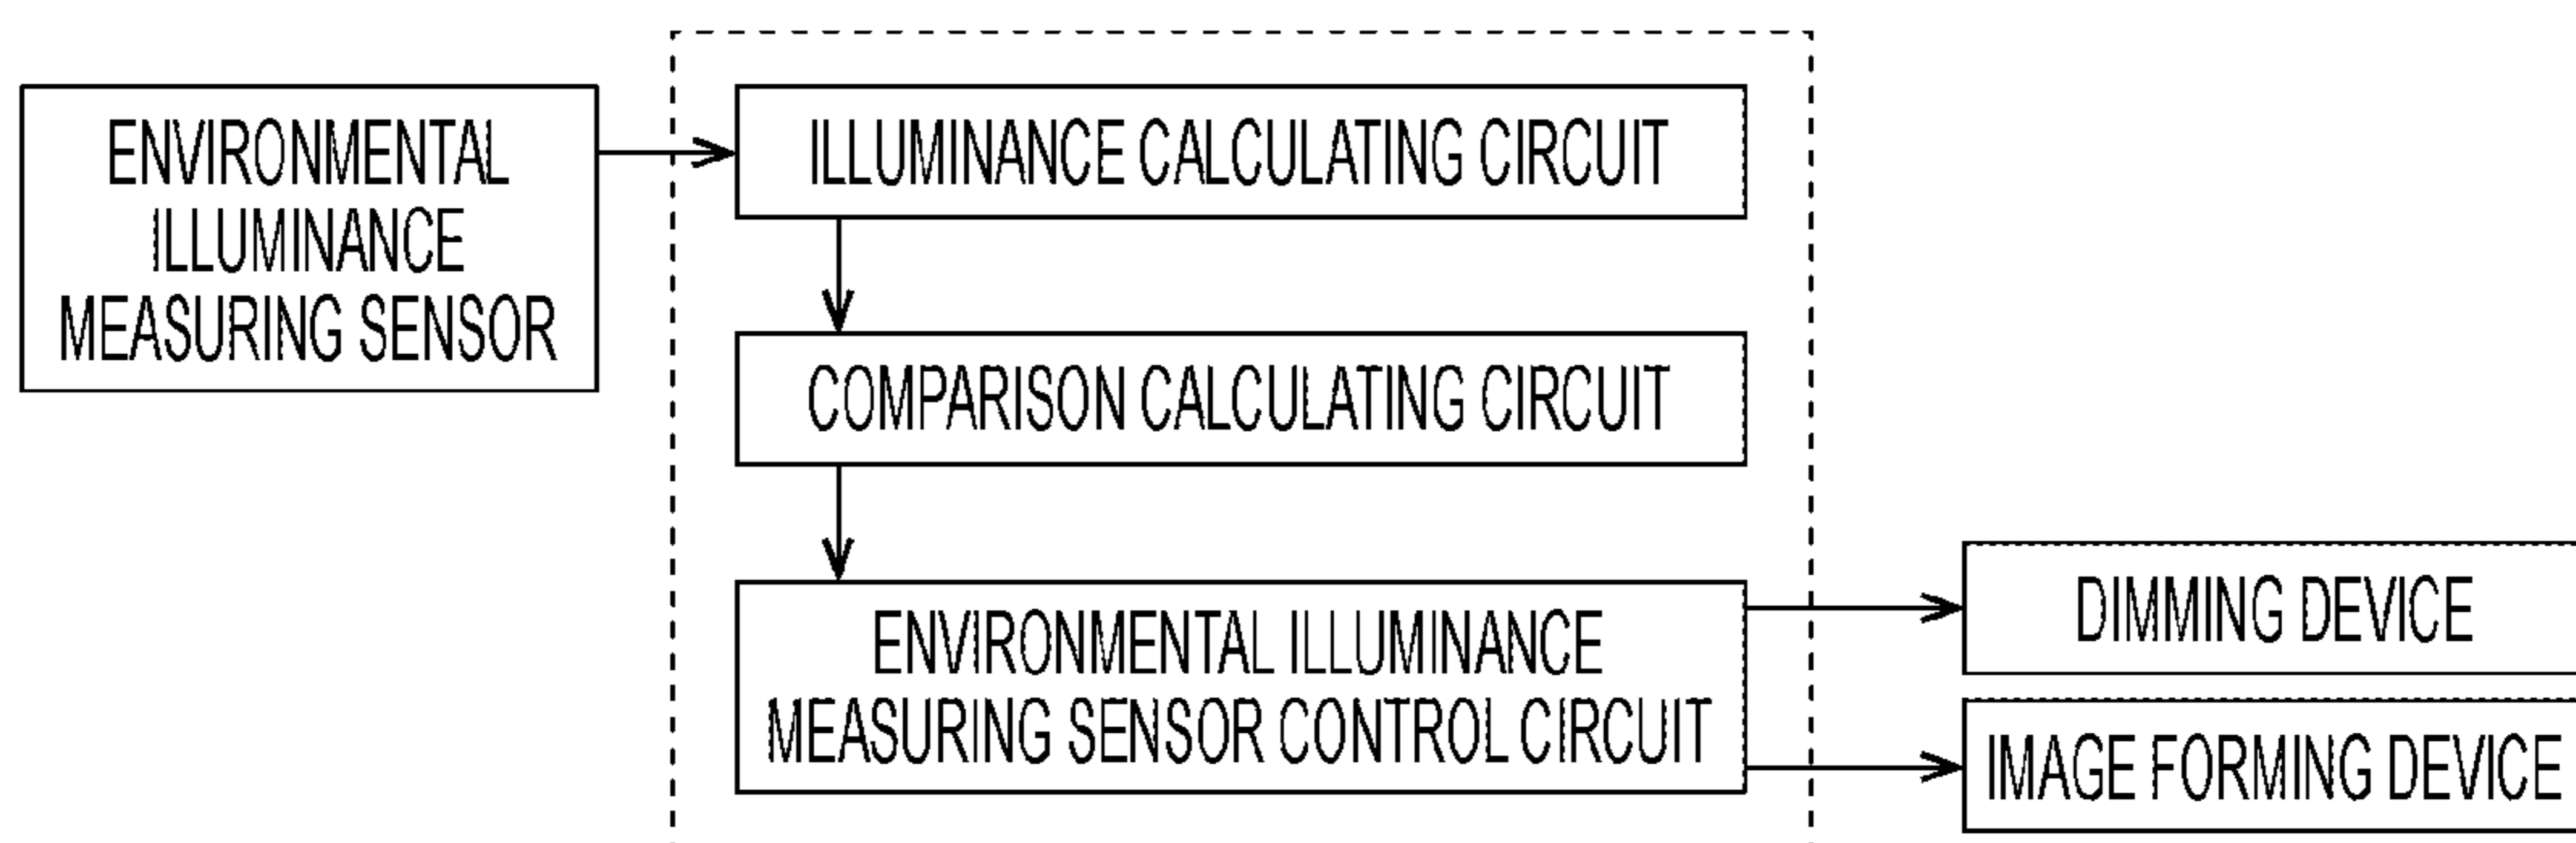 ENVIRONMENTAL
ILLUMINANCE
MEASURING SENSOR
ILLUMINANCE CALCULATING CIRCUIT
COMPARISON CALCULATING CIRCUIT
ENVIRONMENTAL ILLUMINANCE
MEASURING SENSOR CONTROL CIRCUIT
DIMMING DEVICE
IMAGE FORMING DEVICE